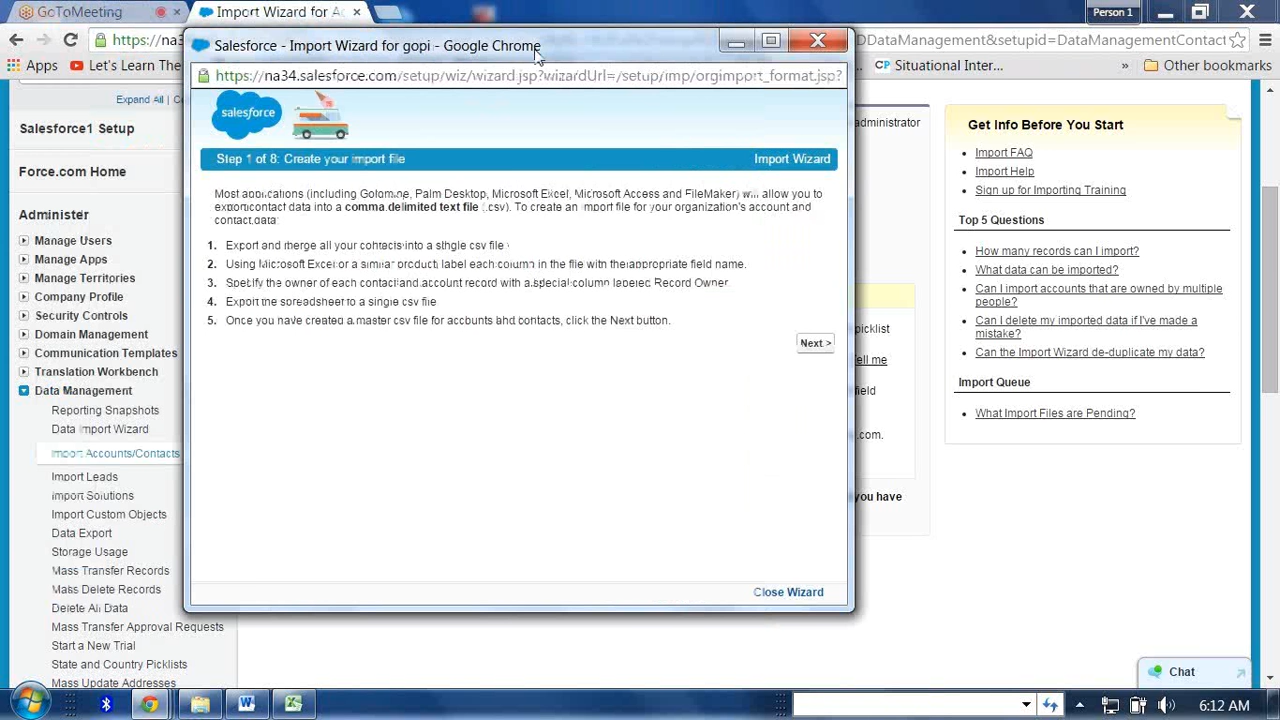 GoToMeeting
Import Wizard for A
Person 1
https://na3
DDataManagement&setupid=DataManagementContact
Apps
Bookmarks
Situational Inter
»
Other bookmarks
Salesforce - Import Wizard for gopi - Google Chrome
https://na34.salesforce.com/setup/wiz/wizard.jsp?wizardUrl=/setup/imp/orgimport_format.jsp?
salesforce
Step 1 of 8: Create your import file
Import Wizard
Most applications (including Goldmine, Palm Desktop, Microsoft Excel, Microsoft Access and FileMaker) will allow you to
export contact data into a comma delimited text file (.csv). To create an import file for your organization's account and
contact data:
1. Export and merge all your contacts into a single csv file
2. Using Microsoft Excel or a similar product, label each column in the file with the appropriate field name.
3. Specify the owner of each contact and account record with a special column labeled Record Owner.
4. Export the spreadsheet to a single csv file
5. Once you have created a master csv file for accounts and contacts, click the Next button.
Next >
Close Wizard
Expand All | C
Salesforce1 Setup
Force.com Home
Administer
Manage Users
Manage Apps
Manage Territories
Company Profile
Security Controls
Domain Management
Communication Templates
Translation Workbench
Data Management
Reporting Snapshots
Data Import Wizard
Import Accounts/Contacts
Import Leads
Import Solutions
Import Custom Objects
Data Export
Storage Usage
Mass Transfer Records
Mass Delete Records
Delete All Data
Mass Transfer Approval Requests
Start a New Trial
State and Country Picklists
Mass Update Addresses
administrator
picklist
Tell me
field
.com.
you have
Get Info Before You Start
Import FAQ
Import Help
Sign up for Importing Training
Top 5 Questions
How many records can I import?
What data can be imported?
Can I import accounts that are owned by multiple
people?
Can I delete my imported data if I've made a
mistake?
Can the Import Wizard de-duplicate my data?
Import Queue
What Import Files are Pending?
Chat
6:12 AM